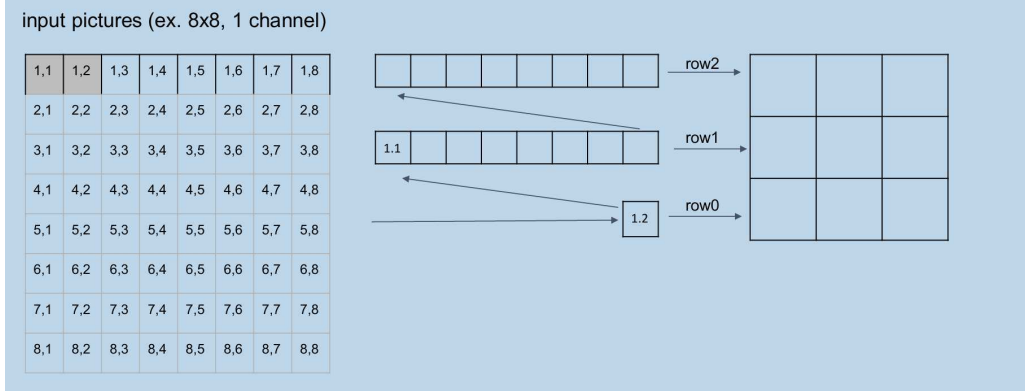 input pictures (ex. 8x8, 1 channel)
1,1 1,2 1,3 1,4 1,5 1,6 1,7 1,8
2,1 2,2 2,3 2,4 2,5 2,6 2,7 2,8
3,1 3,2 3,3 3,4 3,5 3,6 3,7 3,8
4,1 4,2 4,3 4,4 4,5 4,6 4,7 4,8
5,1 5,2 5,3 5,4 5,5 5,6 5,7 5,8
6,1 6,2 6,3 6,4 6,5 6,6 6,7 6,8
7,1 7,2 7,3 7,4 7,5 7,6 7,7 7,8
8,1 8,2 8,3 8,4 8,5 8,6 8,7 8,8
row2
1.1
row1
1.2
row0